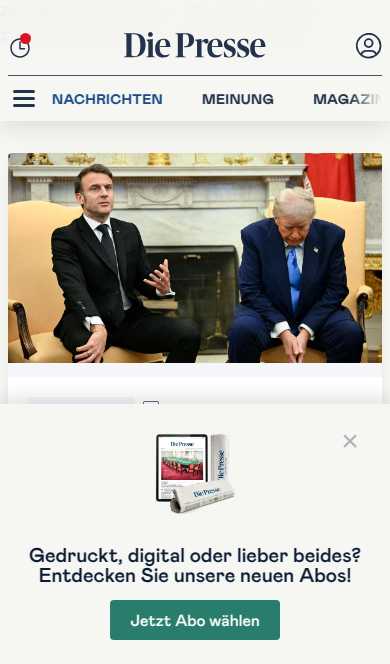 Die Presse
NACHRICHTEN MEINUNG MAGAZIN
Die Presse
Die Presse
Die Presse
Gedruckt, digital oder lieber beides?
Entdecken Sie unsere neuen Abos!
Jetzt Abo wählen